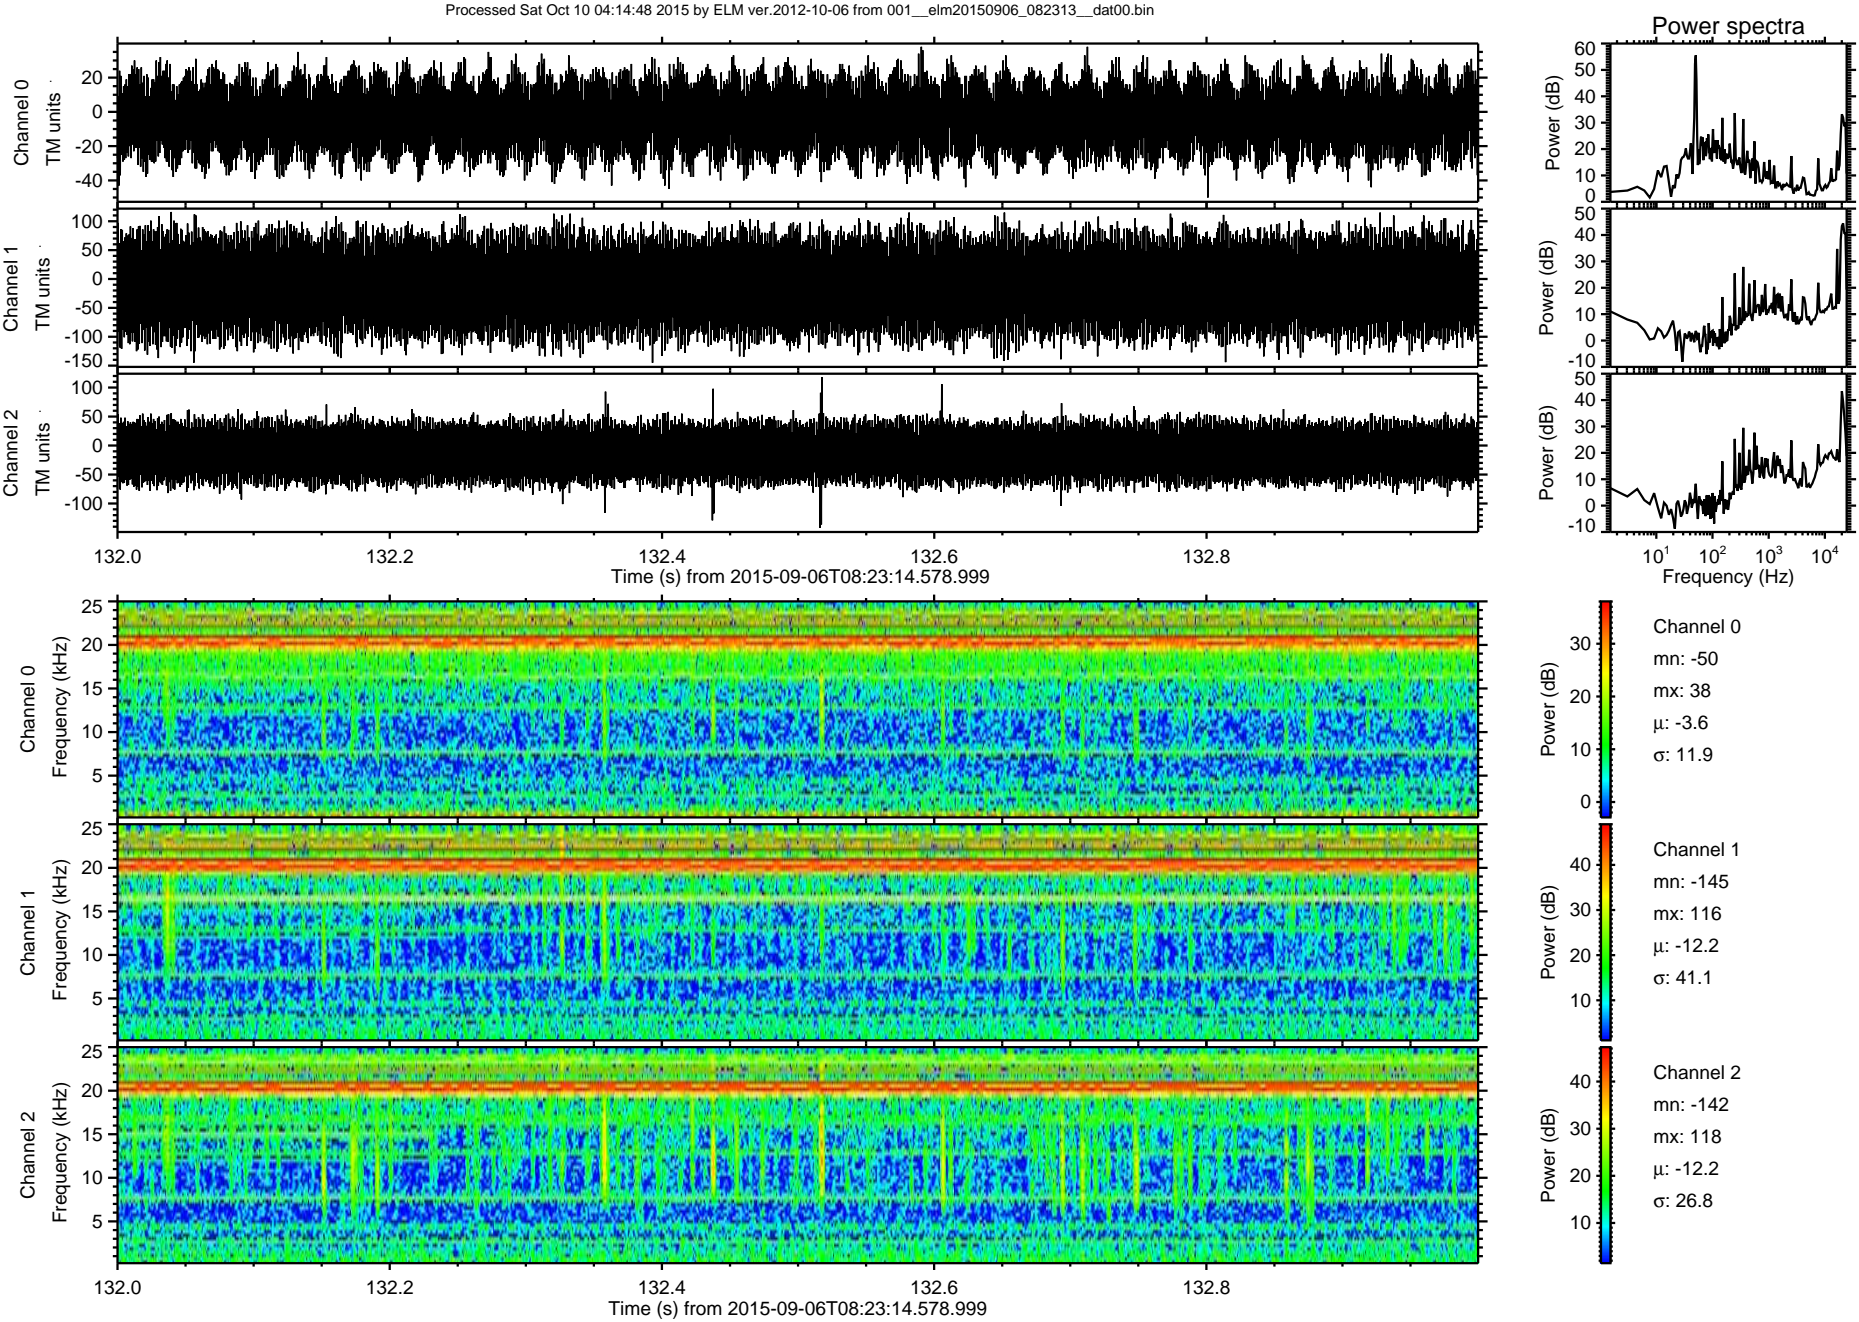 Processed Sat Oct 10 04:14:48 2015 by ELM ver.2012-10-06 from 001__elm20150906_082313__dat00.bin
Power spectra
Channel 0
TM units
20
0
-20
-40
Power (dB)
60
50
40
30
20
10
0
Channel 1
TM units
100
50
0
-50
-100
-150
Power (dB)
50
40
30
20
10
0
-10
Channel 2
TM units
100
50
0
-50
-100
Power (dB)
50
40
30
20
10
0
-10
132.0 132.2 132.4 132.6 132.8
Time (s) from 2015-09-06T08:23:14.578.999
10^1 10^2 10^3 10^4
Frequency (Hz)
Channel 0
Frequency (kHz)
25
20
15
10
5
Power (dB)
30
20
10
0
Channel 0
mn: -50
mx: 38
μ: -3.6
σ: 11.9
Channel 1
Frequency (kHz)
25
20
15
10
5
Power (dB)
40
30
20
10
Channel 1
mn: -145
mx: 116
μ: -12.2
σ: 41.1
Channel 2
Frequency (kHz)
25
20
15
10
5
Power (dB)
40
30
20
10
Channel 2
mn: -142
mx: 118
μ: -12.2
σ: 26.8
132.0 132.2 132.4 132.6 132.8
Time (s) from 2015-09-06T08:23:14.578.999